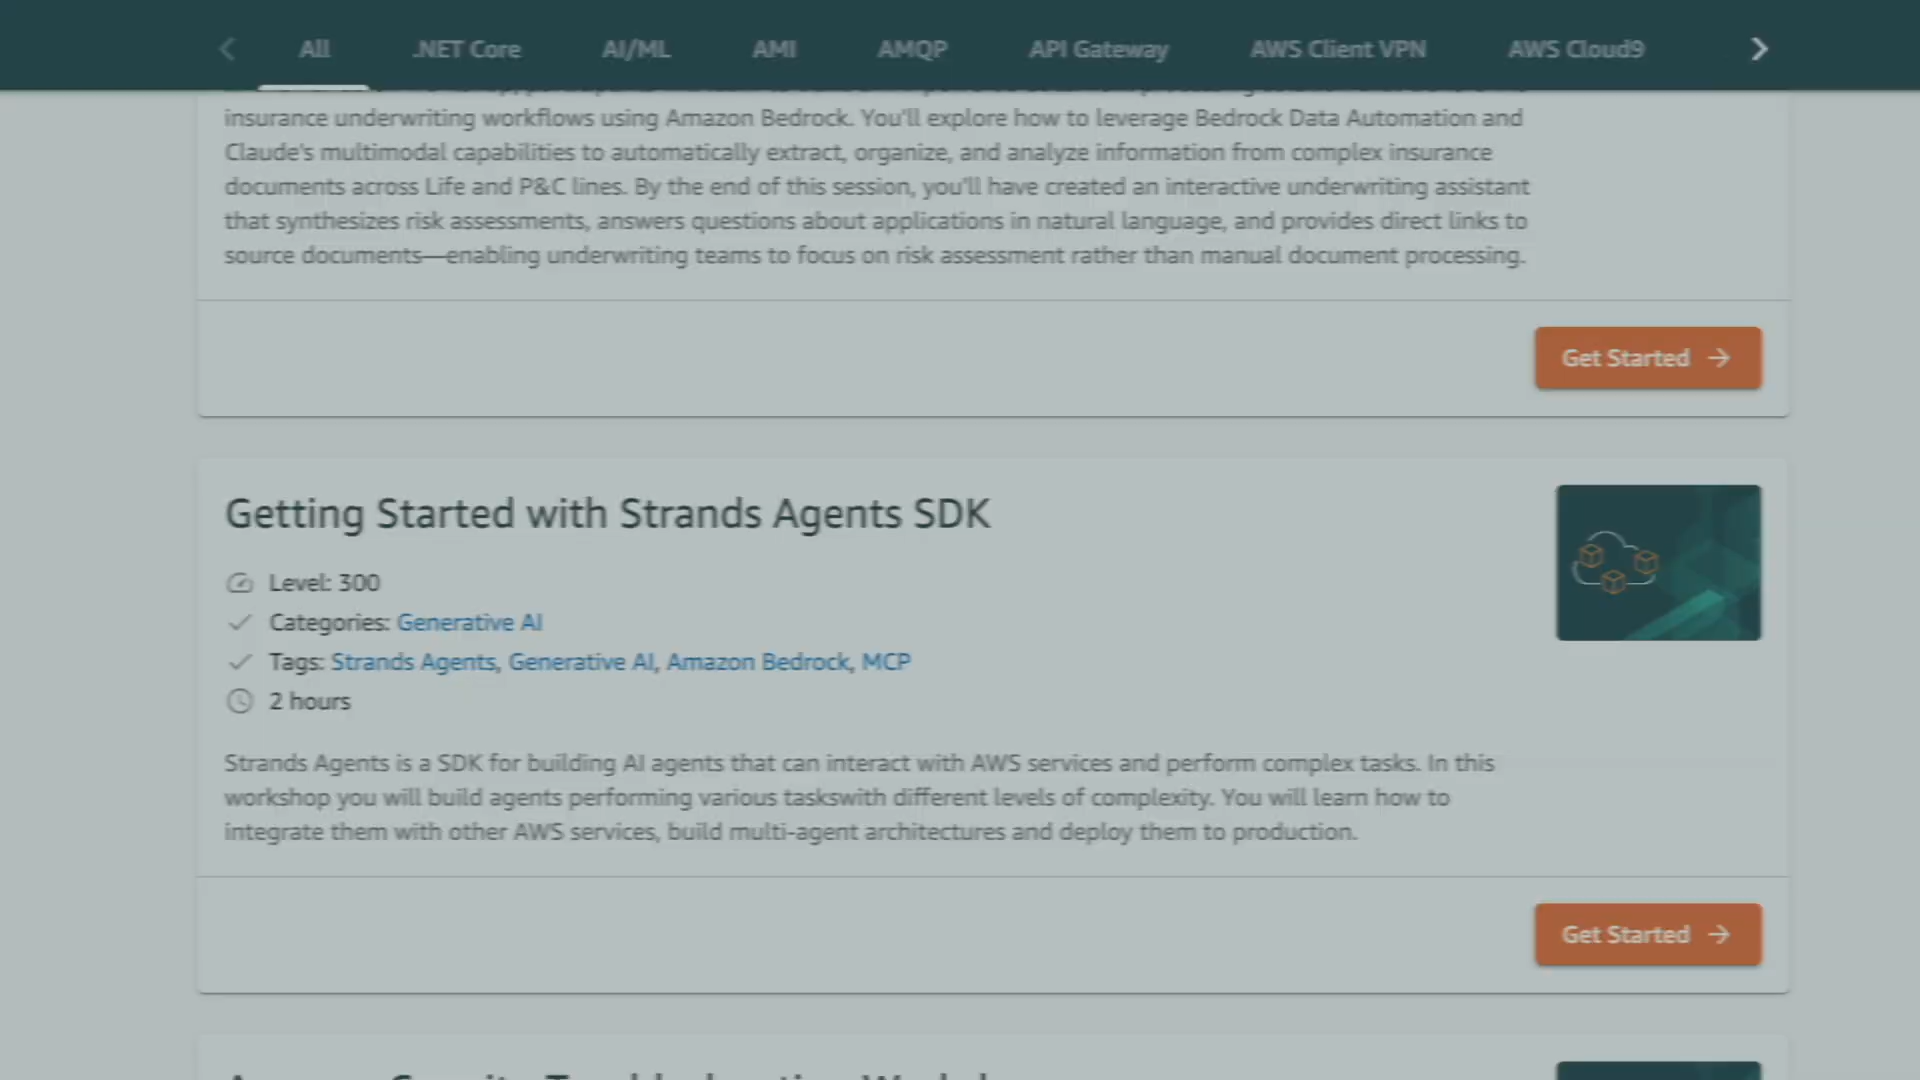 All .NET Core AI/ML AMI AMQP API Gateway AWS Client VPN AWS Cloud9
insurance underwriting workflows using Amazon Bedrock. You'll explore how to leverage Bedrock Data Automation and
Claude's multimodal capabilities to automatically extract, organize, and analyze information from complex insurance
documents across Life and P&C lines. By the end of this session, you'll have created an interactive underwriting assistant
that synthesizes risk assessments, answers questions about applications in natural language, and provides direct links to
source documents—enabling underwriting teams to focus on risk assessment rather than manual document processing.
Get Started
Getting Started with Strands Agents SDK
Level: 300
Categories: Generative AI
Tags: Strands Agents, Generative AI, Amazon Bedrock, MCP
2 hours
Strands Agents is a SDK for building AI agents that can interact with AWS services and perform complex tasks. In this
workshop you will build agents performing various taskswith different levels of complexity. You will learn how to
integrate them with other AWS services, build multi-agent architectures and deploy them to production.
Get Started